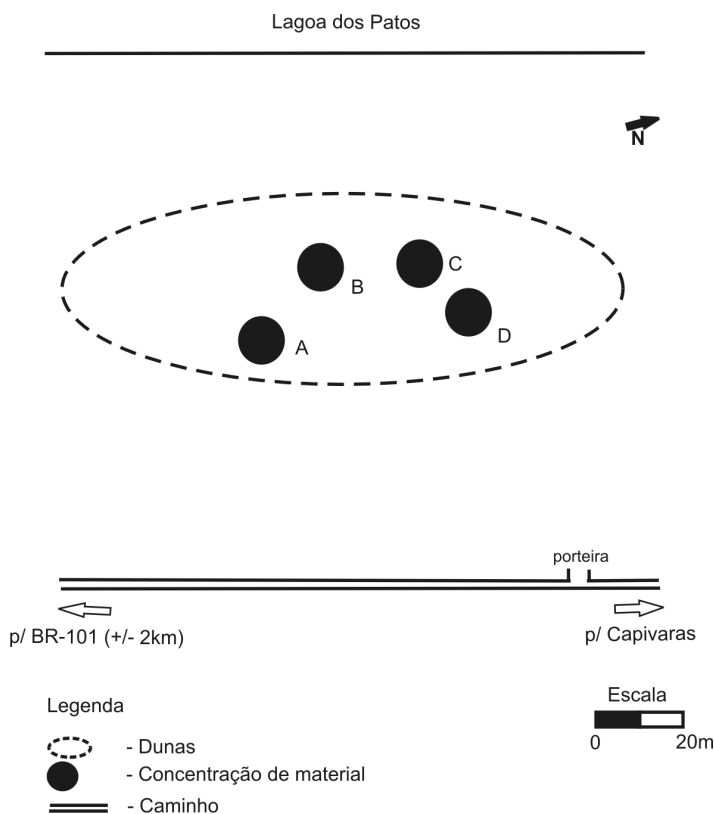 Lagoa dos Patos
N
B
C
A
D
porteira
p/ BR-101 (+/- 2km)
p/ Capivaras
Legenda
Escala
0
20m
- Dunas
- Concentração de material
- Caminho